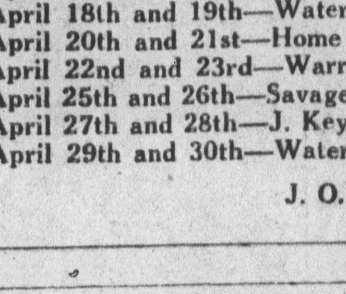 April 18th and 19th—Water
April 20th and 21st—Home
April 22nd and 23rd—Warr
April 25th and 26th—Savage
April 27th and 28th—J. Key
April 29th and 30th—Water
J. O.